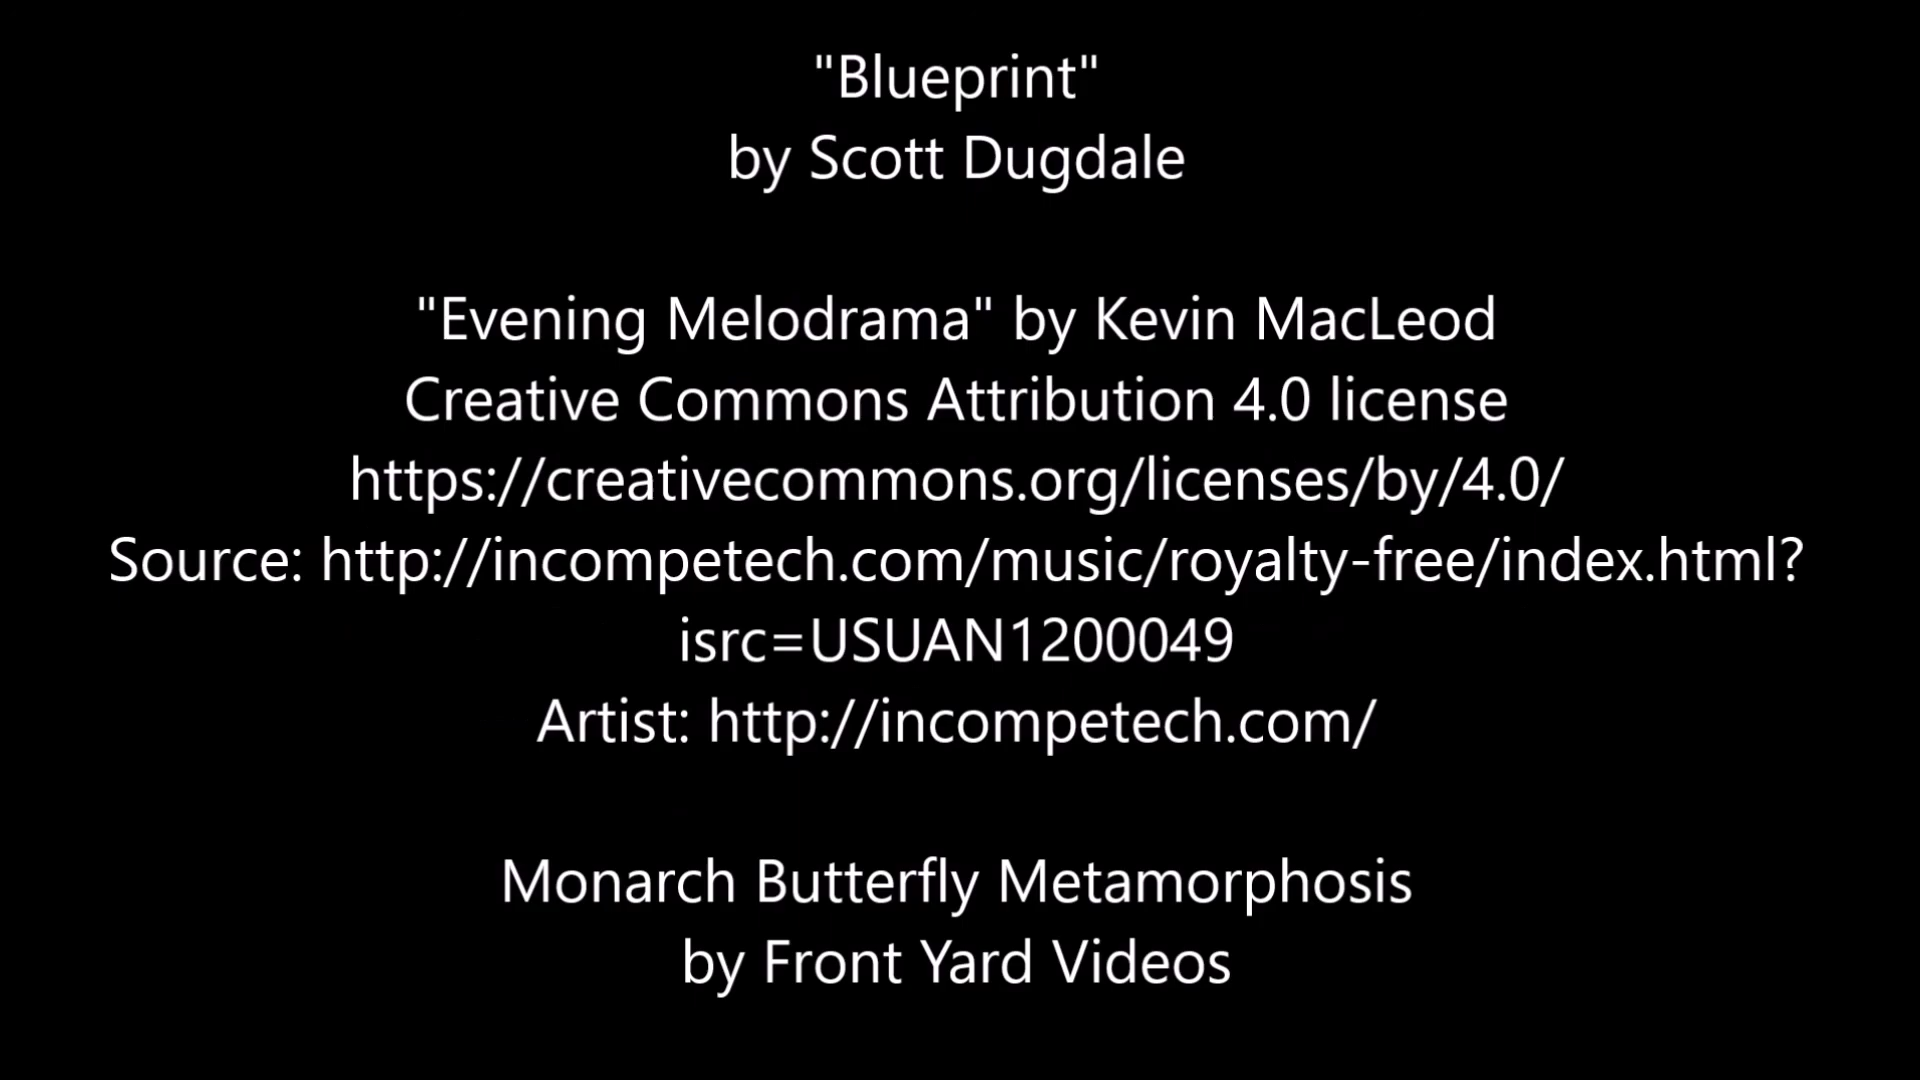 "Blueprint"
by Scott Dugdale
"Evening Melodrama" by Kevin MacLeod
Creative Commons Attribution 4.0 license
https://creativecommons.org/licenses/by/4.0/
Source: http://incompetech.com/music/royalty-free/index.html?
isrc=USUAN1200049
Artist: http://incompetech.com/
Monarch Butterfly Metamorphosis
by Front Yard Videos